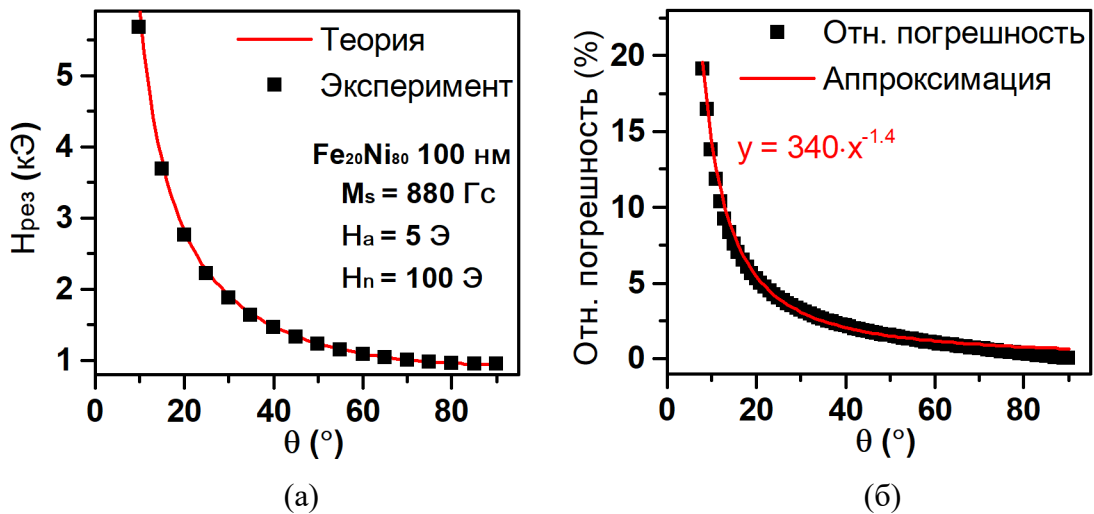 Теория
Эксперимент
Fe₂₀Ni₈₀ 100 нм
Ms = 880 Гс
Ha = 5 Э
Hn = 100 Э
Hрез (кЭ)
5
4
3
2
1
0 20 40 60 80
θ (°)
(а)
Отн. погрешность
Аппроксимация
y = 340·x^-1.4
Отн. погрешность (%)
20
15
10
5
0
0 20 40 60 80
θ (°)
(б)